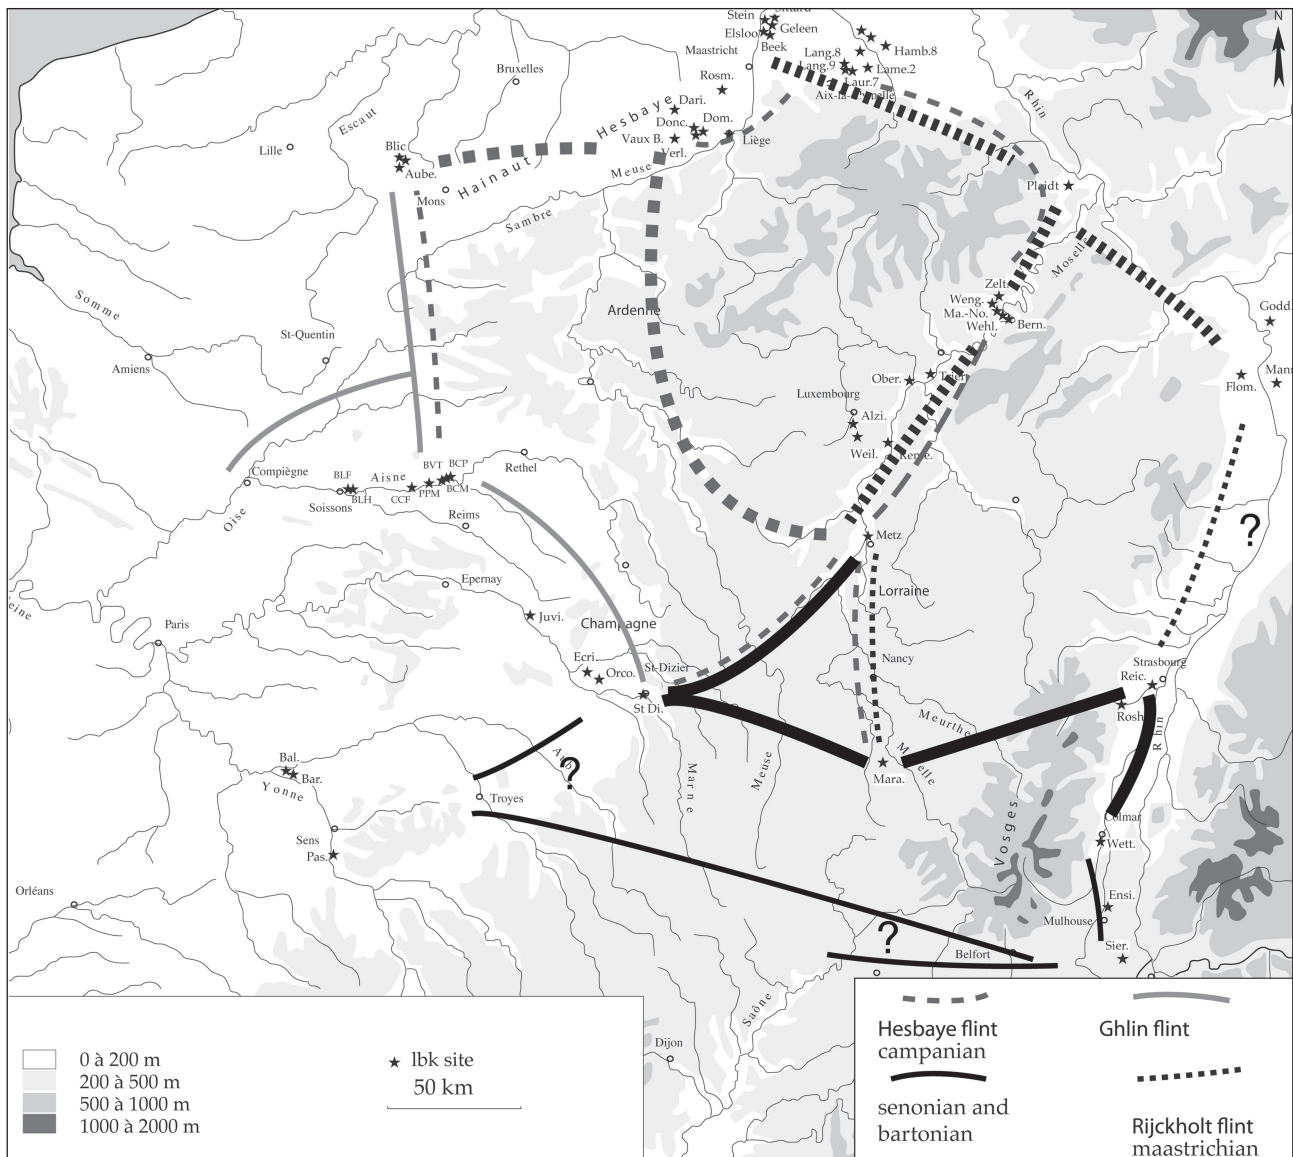 Stein
Sittard
Geleen
Elsloo
Beek
Maastricht
Hamb.8
Lang.8
Lang.9
Lame.2
Laur.7
Rosm.
Bruxelles
Hesbaye
Dari.
Donc.
Dom.
Vaux B.
Verl.
Liège
Rhin
Escaut
Lille
Blic
Aube.
Mons
Hainaut
Meuse
Sambre
Plaidt
Moselle
Somme
Amiens
St-Quentin
Ardenne
Zelt.
Weng.
Ma.-No.
Wehl.
Bern.
Godd.
Flom.
Ober.
Trier
Luxembourg
Alzi.
Weil.
Reme.
Compiègne
BLF
BLH
Soissons
Aisne
BVT
BCP
CCF
PPM
BCM
Rethel
Oise
Reims
Epernay
Metz
Lorraine
?
Paris
Juvi.
Champagne
Nancy
Ecri.
Orco.
St-Dizier
St Di.
Strasbourg
Reic.
Rosh.
Rhin
Meurthe
Moselle
Mara.
Meuse
Marne
?
Bal.
Bar.
Yonne
Troyes
Sens
Pas.
Vosges
Colmar
Wett.
Orléans
Ensi.
Mulhouse
Sier.
?
Belfort
Saône
Dijon
N
0 à 200 m
200 à 500 m
500 à 1000 m
1000 à 2000 m
lbk site
50 km
Hesbaye flint
campanian
Ghlin flint
senonian and
bartonian
Rijckholt flint
maastrichian